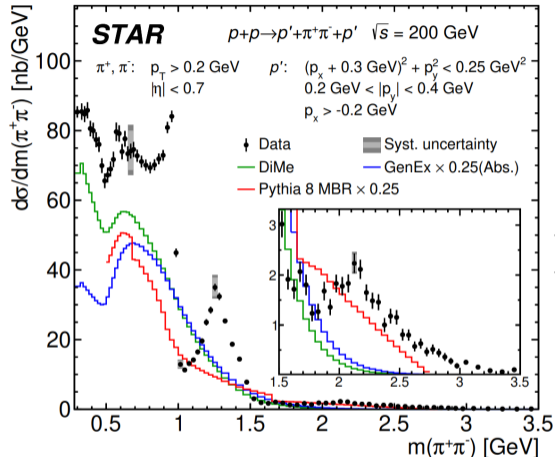 STAR p+p→p'+π⁺π⁻+p' √s = 200 GeV
π⁺, π⁻: p_T > 0.2 GeV p': (p_x + 0.3 GeV)² + p_y² < 0.25 GeV²
|η| < 0.7 0.2 GeV < |p_y| < 0.4 GeV
p_x > -0.2 GeV
Data Syst. uncertainty
DiMe GenEx × 0.25(Abs.)
Pythia 8 MBR × 0.25
dσ/dm(π⁺π⁻) [nb/GeV]
100
80
60
40
20
0
3
2
1
1.5 2 2.5 3 3.5
0.5 1 1.5 2 2.5 3 3.5
m(π⁺π⁻) [GeV]